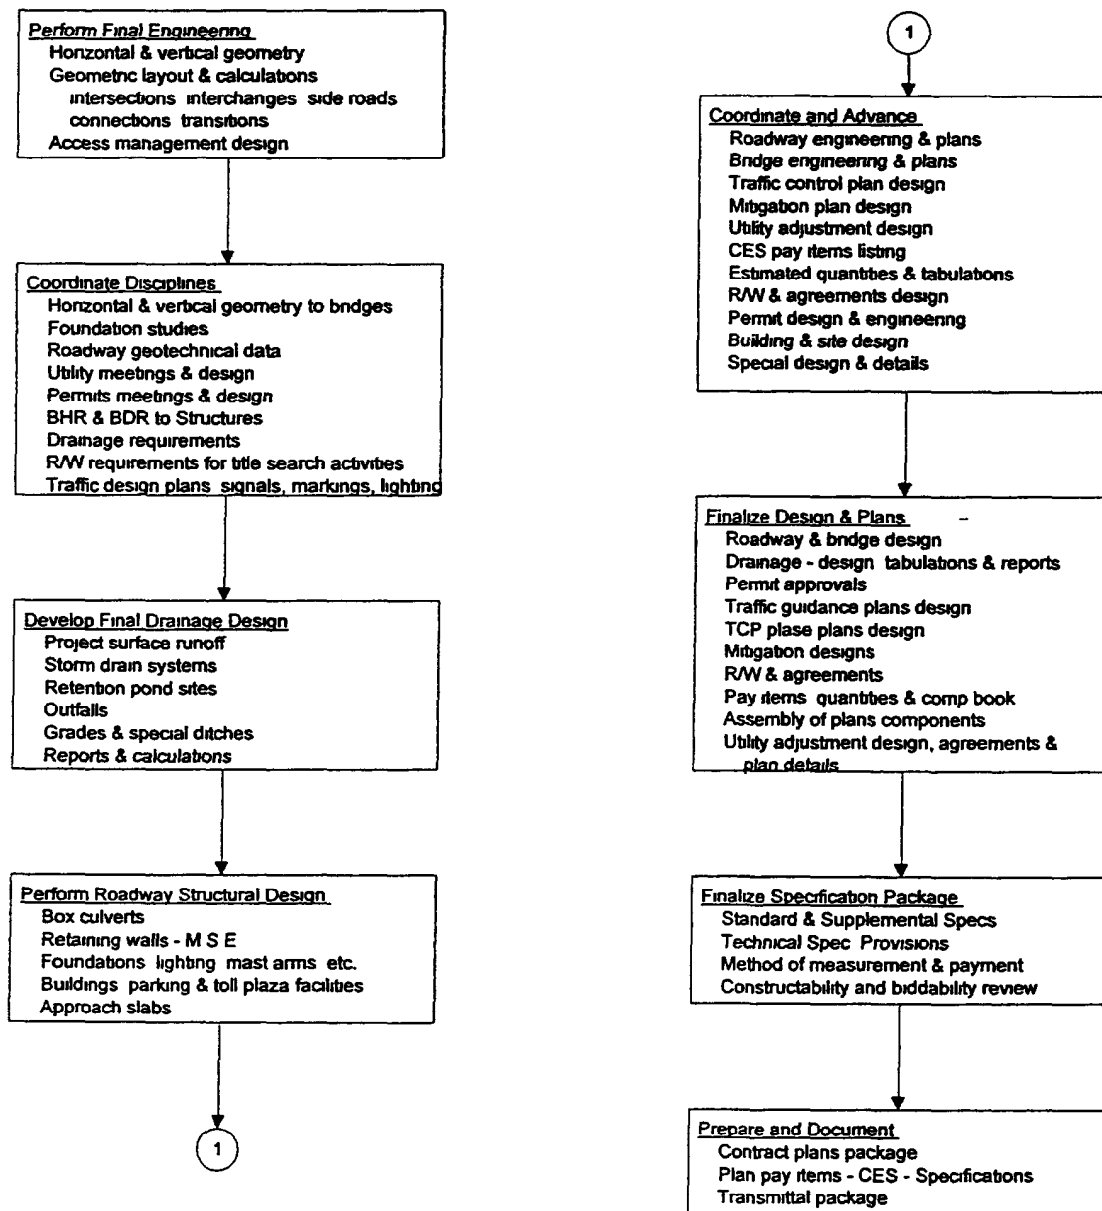 Perform Final Engineering
Horizontal & vertical geometry
Geometric layout & calculations
intersections interchanges side roads
connections transitions
Access management design
Coordinate Disciplines
Horizontal & vertical geometry to bridges
Foundation studies
Roadway geotechnical data
Utility meetings & design
Permits meetings & design
BHR & BDR to Structures
Drainage requirements
R/W requirements for title search activities
Traffic design plans signals, markings, lighting
Develop Final Drainage Design
Project surface runoff
Storm drain systems
Retention pond sites
Outfalls
Grades & special ditches
Reports & calculations
Perform Roadway Structural Design
Box culverts
Retaining walls - M S E
Foundations lighting mast arms etc.
Buildings parking & toll plaza facilities
Approach slabs
1
1
Coordinate and Advance
Roadway engineering & plans
Bridge engineering & plans
Traffic control plan design
Mitigation plan design
Utility adjustment design
CES pay items listing
Estimated quantities & tabulations
R/W & agreements design
Permit design & engineering
Building & site design
Special design & details
Finalize Design & Plans
Roadway & bridge design
Drainage - design tabulations & reports
Permit approvals
Traffic guidance plans design
TCP plase plans design
Mitigation designs
R/W & agreements
Pay items quantities & comp book
Assembly of plans components
Utility adjustment design, agreements &
plan details
Finalize Specification Package
Standard & Supplemental Specs
Technical Spec Provisions
Method of measurement & payment
Constructability and biddability review
Prepare and Document
Contract plans package
Plan pay items - CES - Specifications
Transmittal package